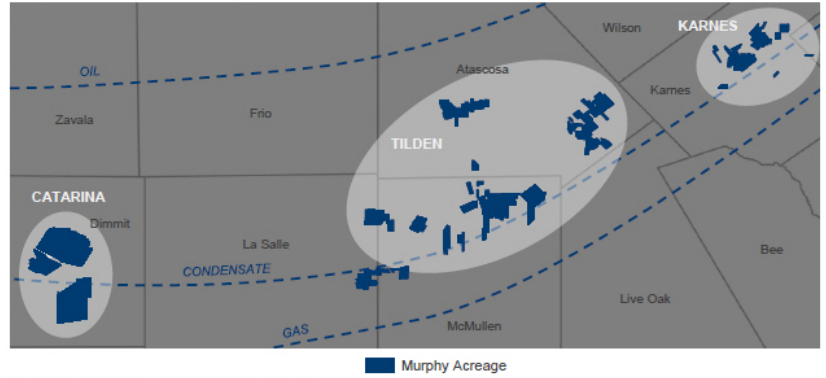 Wilson
KARNES
OIL
Atascosa
Karnes
Zavala
Frio
TILDEN
CATARINA
Dimmit
La Salle
Bee
CONDENSATE
Live Oak
GAS
McMullen
Murphy Acreage